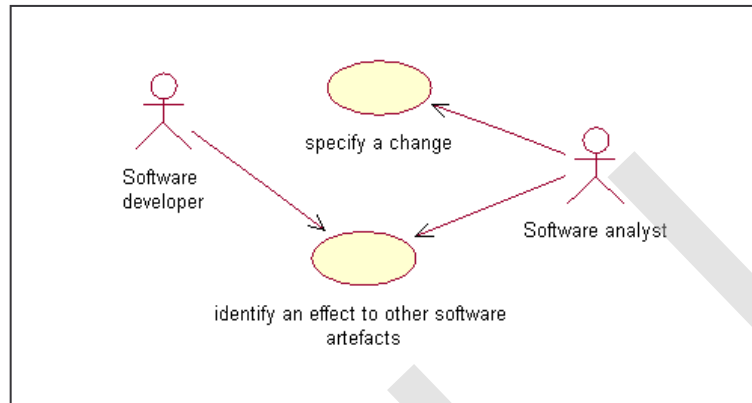 specify a change
Software
developer
Software analyst
identify an effect to other software
artefacts